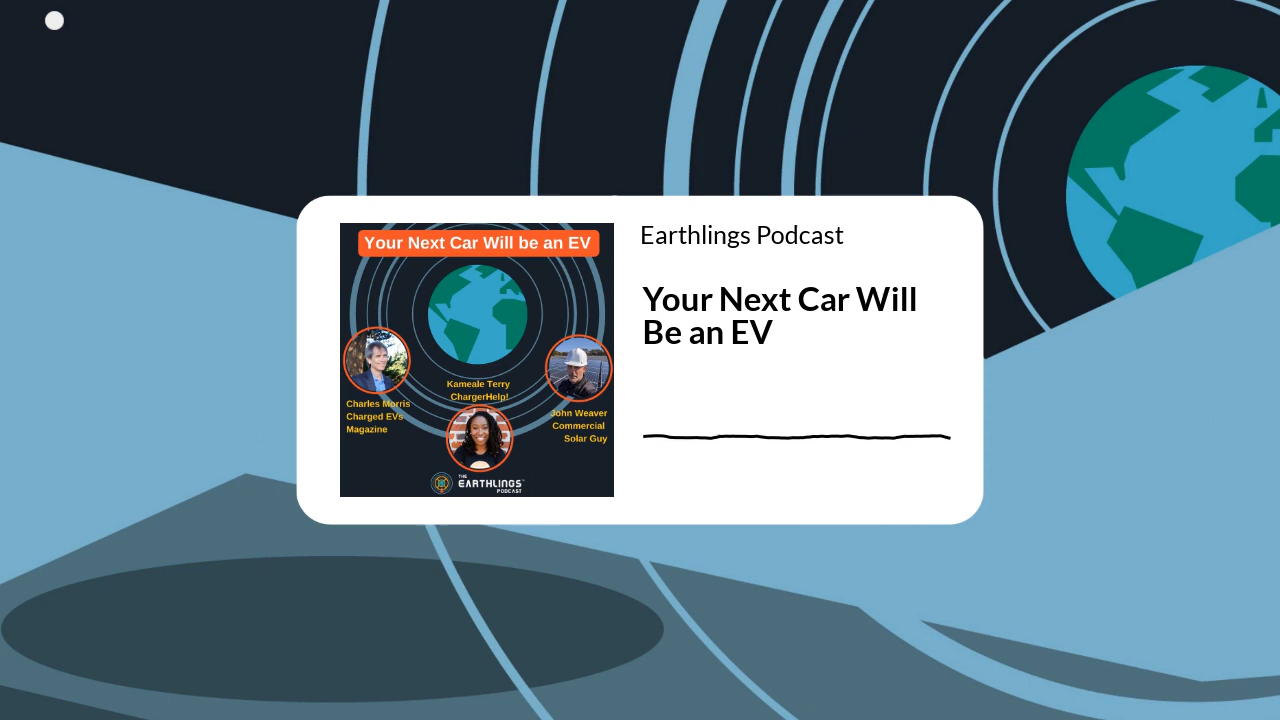 Your Next Car Will be an EV
Kameale Terry
ChargerHelp!
Charles Morris
Charged EVs
Magazine
John Weaver
Commercial
Solar Guy
THE
EARTHLINGS
PODCAST
Earthlings Podcast
Your Next Car Will
Be an EV